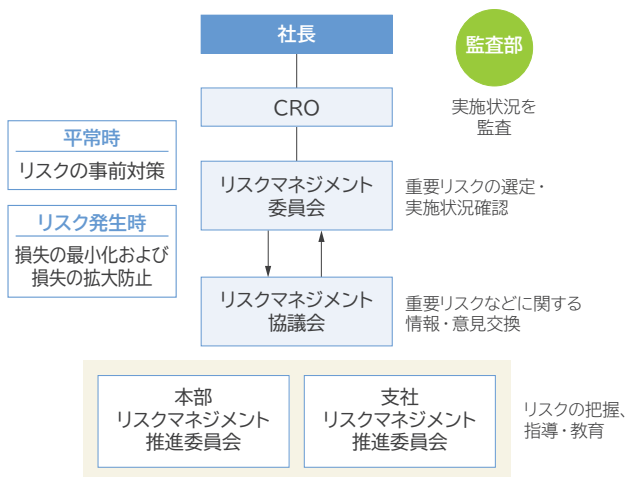 社長
監査部
実施状況を
監査
CRO
平常時
リスクの事前対策
リスク発生時
損失の最小化および
損失の拡大防止
リスクマネジメント
委員会
重要リスクの選定・
実施状況確認
リスクマネジメント
協議会
重要リスクなどに関する
情報・意見交換
本部
リスクマネジメント
推進委員会
支社
リスクマネジメント
推進委員会
リスクの把握、
指導・教育